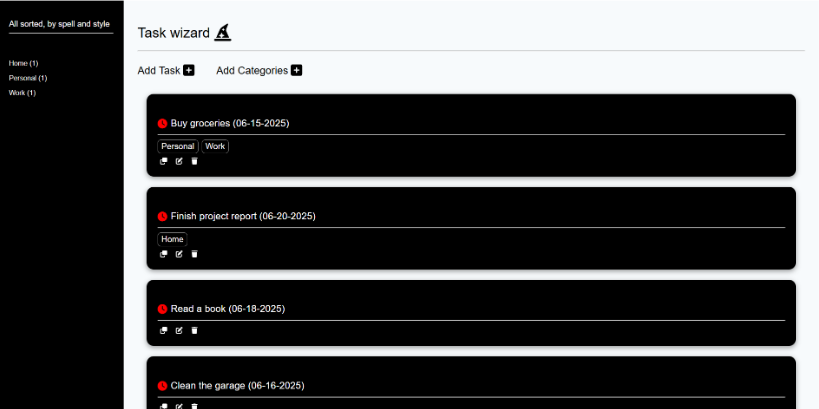 All sorted, by spell and style
Home (1)
Personal (1)
Work (1)
Task wizard
Add Task
Add Categories
Buy groceries (06-15-2025)
Personal
Work
Finish project report (06-20-2025)
Home
Read a book (06-18-2025)
Clean the garage (06-16-2025)